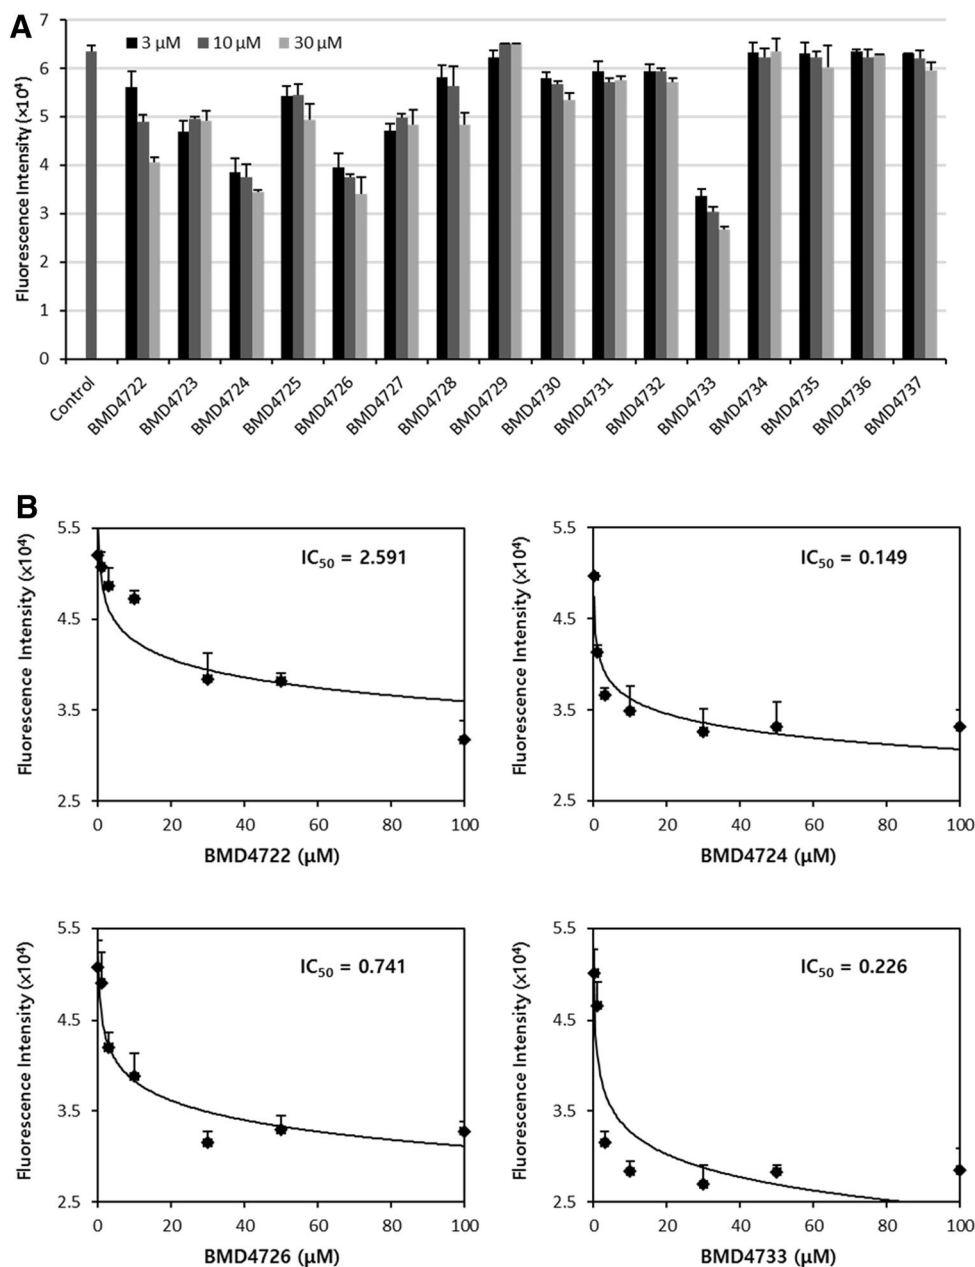 A
7
6
5
4
3
2
1
0
Fluorescence Intensity (×10⁴)
3 µM 10 µM 30 µM
Control BMD4722 BMD4723 BMD4724 BMD4725 BMD4726 BMD4727 BMD4728 BMD4729 BMD4730 BMD4731 BMD4732 BMD4733 BMD4734 BMD4735 BMD4736 BMD4737
B
5.5
4.5
3.5
2.5
Fluorescence Intensity (×10⁴)
IC₅₀ = 2.591
0 20 40 60 80 100
BMD4722 (µM)
5.5
4.5
3.5
2.5
Fluorescence Intensity (×10⁴)
IC₅₀ = 0.149
0 20 40 60 80 100
BMD4724 (µM)
5.5
4.5
3.5
2.5
Fluorescence Intensity (×10⁴)
IC₅₀ = 0.741
0 20 40 60 80 100
BMD4726 (µM)
5.5
4.5
3.5
2.5
Fluorescence Intensity (×10⁴)
IC₅₀ = 0.226
0 20 40 60 80 100
BMD4733 (µM)